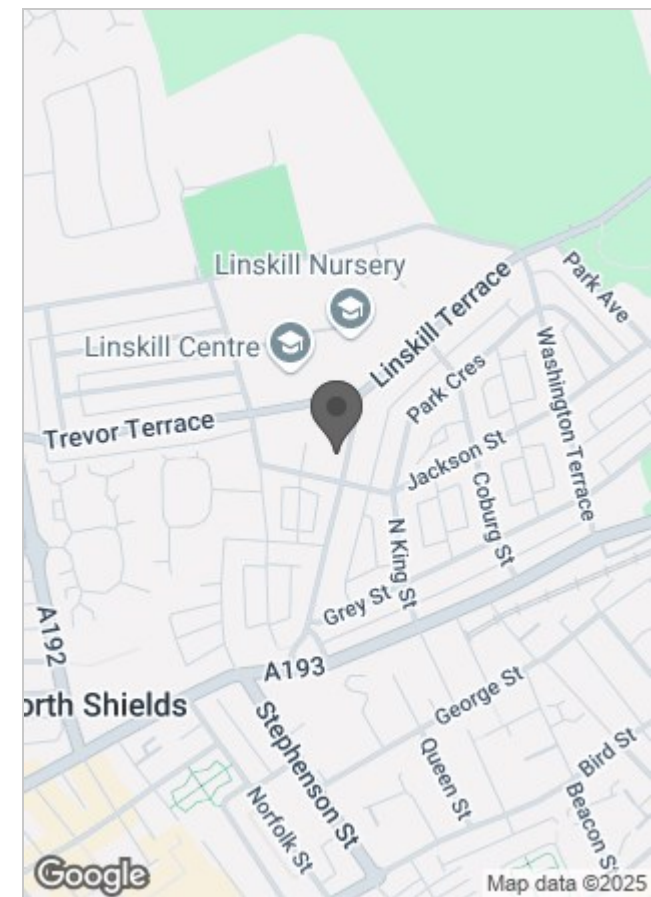 Linskill Nursery
Linskill Centre
Linskill Terrace
Park Ave
Park Cres
Washington Terrace
Trevor Terrace
Jackson St
Coburg St
N King St
Grey St
A192
A193
orth Shields
George St
Stephenson St
Queen St
Bird St
Norfolk St
Beacon St
Google
Map data ©2025